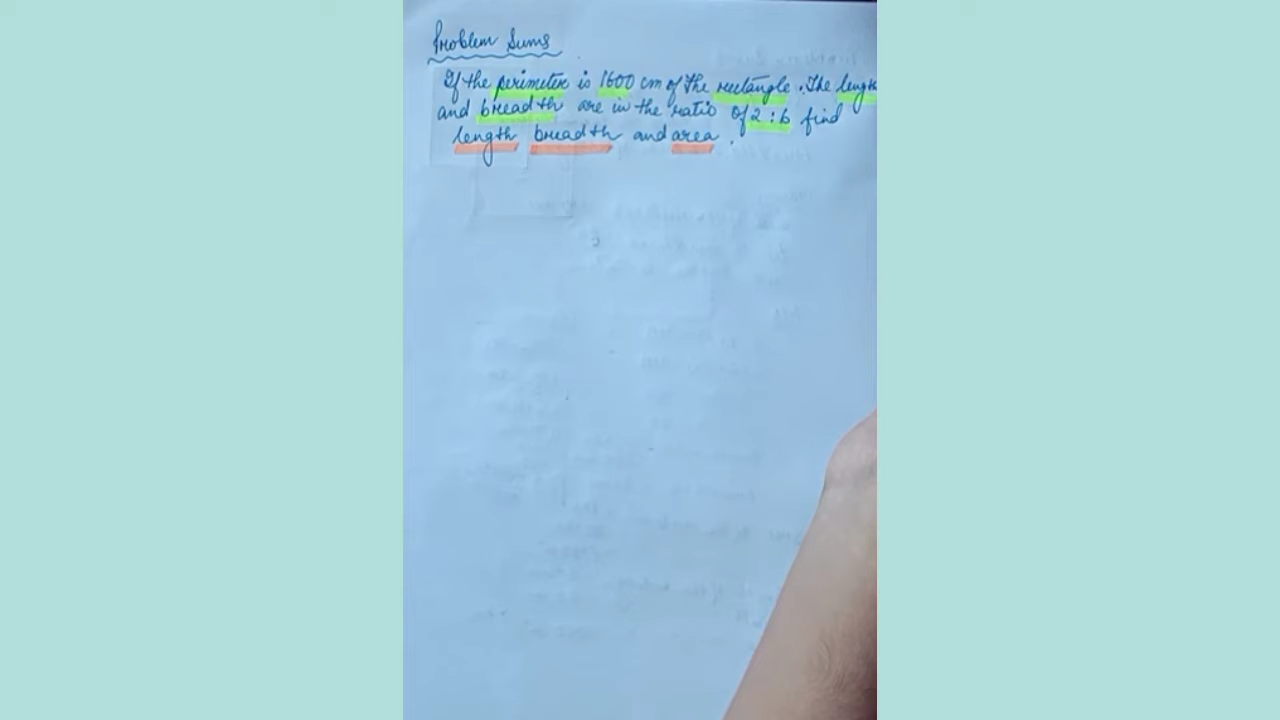 Problem Sums
If the perimeter is 1600 cm of the rectangle. The length
and breadth are in the ratio of 2:6 find
length breadth and area.